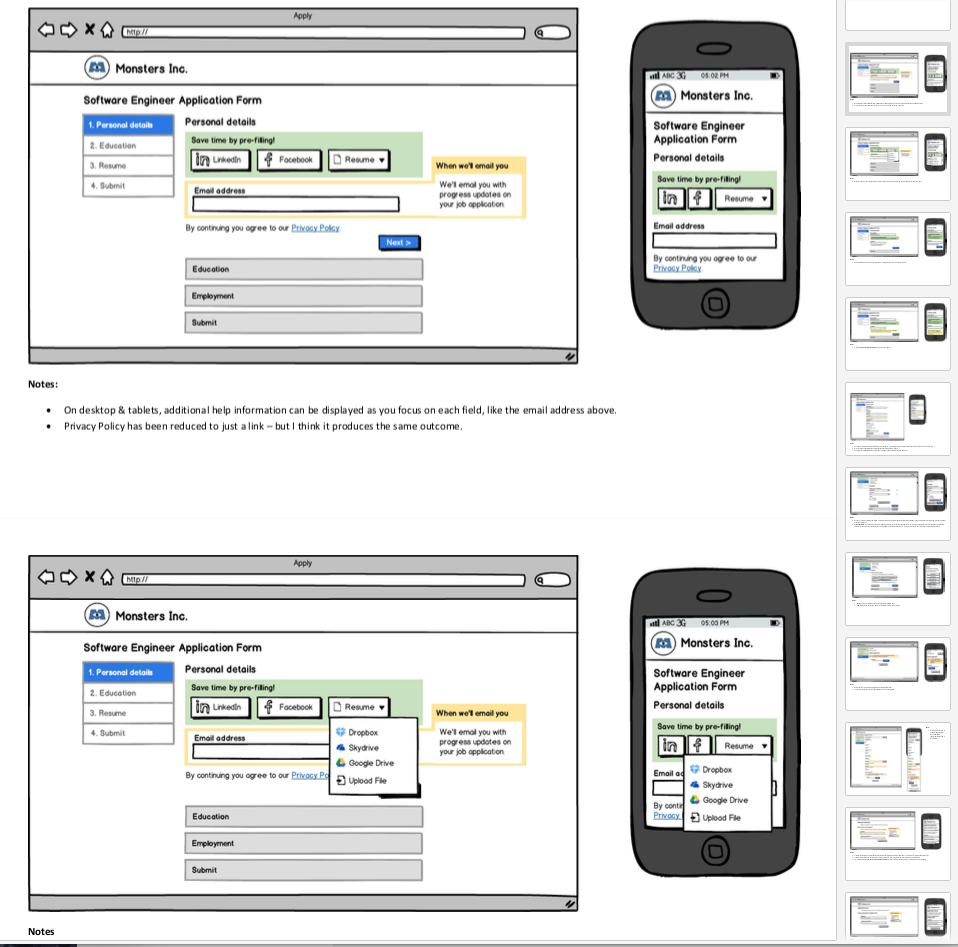 Apply
http://
Monsters Inc.
Software Engineer Application Form
1. Personal details
2. Education
3. Resume
4. Submit
Personal details
Save time by pre-filling!
in LinkedIn
f Facebook
Resume
Email address
When we'll email you
We'll email you with
progress updates on
your job application.
By continuing you agree to our Privacy Policy.
Next >
Education
Employment
Submit
ABC 3G 05:02 PM
Monsters Inc.
Software Engineer
Application Form
Personal details
Save time by pre-filling!
in f Resume
Email address
By continuing you agree to our
Privacy Policy.
Notes:
• On desktop & tablets, additional help information can be displayed as you focus on each field, like the email address above.
• Privacy Policy has been reduced to just a link – but I think it produces the same outcome.
Apply
http://
Monsters Inc.
Software Engineer Application Form
1. Personal details
2. Education
3. Resume
4. Submit
Personal details
Save time by pre-filling!
in LinkedIn
f Facebook
Resume
Dropbox
Skydrive
Google Drive
Upload File
Email address
When we'll email you
We'll email you with
progress updates on
your job application.
By continuing you agree to our Privacy Po
Education
Employment
Submit
ABC 3G 05:03 PM
Monsters Inc.
Software Engineer
Application Form
Personal details
Save time by pre-filling!
in f Resume
Dropbox
Skydrive
Google Drive
Upload File
Email ad
By contin
Privacy
Notes